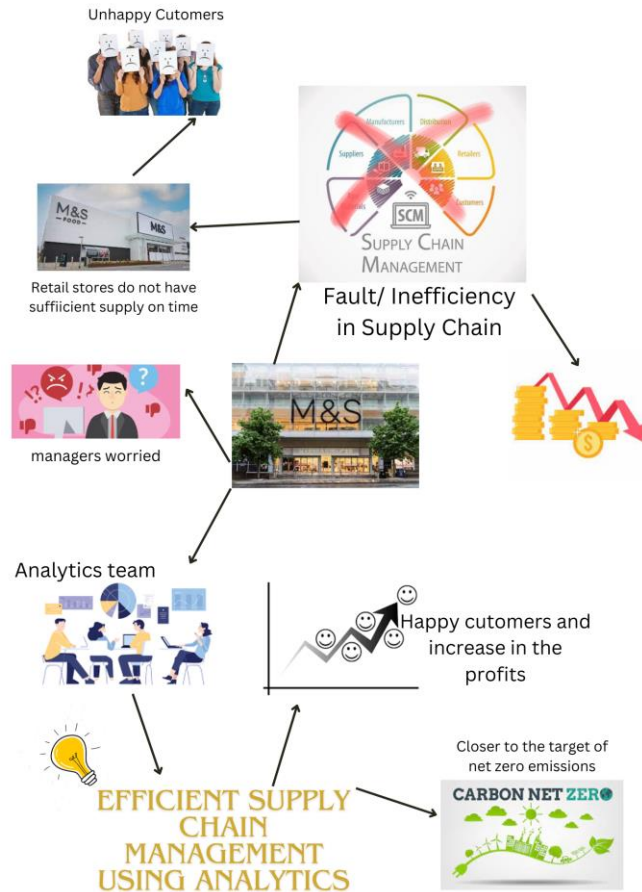 Unhappy Cutomers
Manufacturers
Distribution
Suppliers
Retailers
Customers
SCM
SUPPLY CHAIN
MANAGEMENT
M&S
FOOD
M&S
Retail stores do not have
suffiicient supply on time
Fault/ Inefficiency
in Supply Chain
!?
?
M&S
$
managers worried
Analytics team
Happy cutomers and
increase in the
profits
Closer to the target of
net zero emissions
CARBON NET ZERO
EFFICIENT SUPPLY
CHAIN
MANAGEMENT
USING ANALYTICS